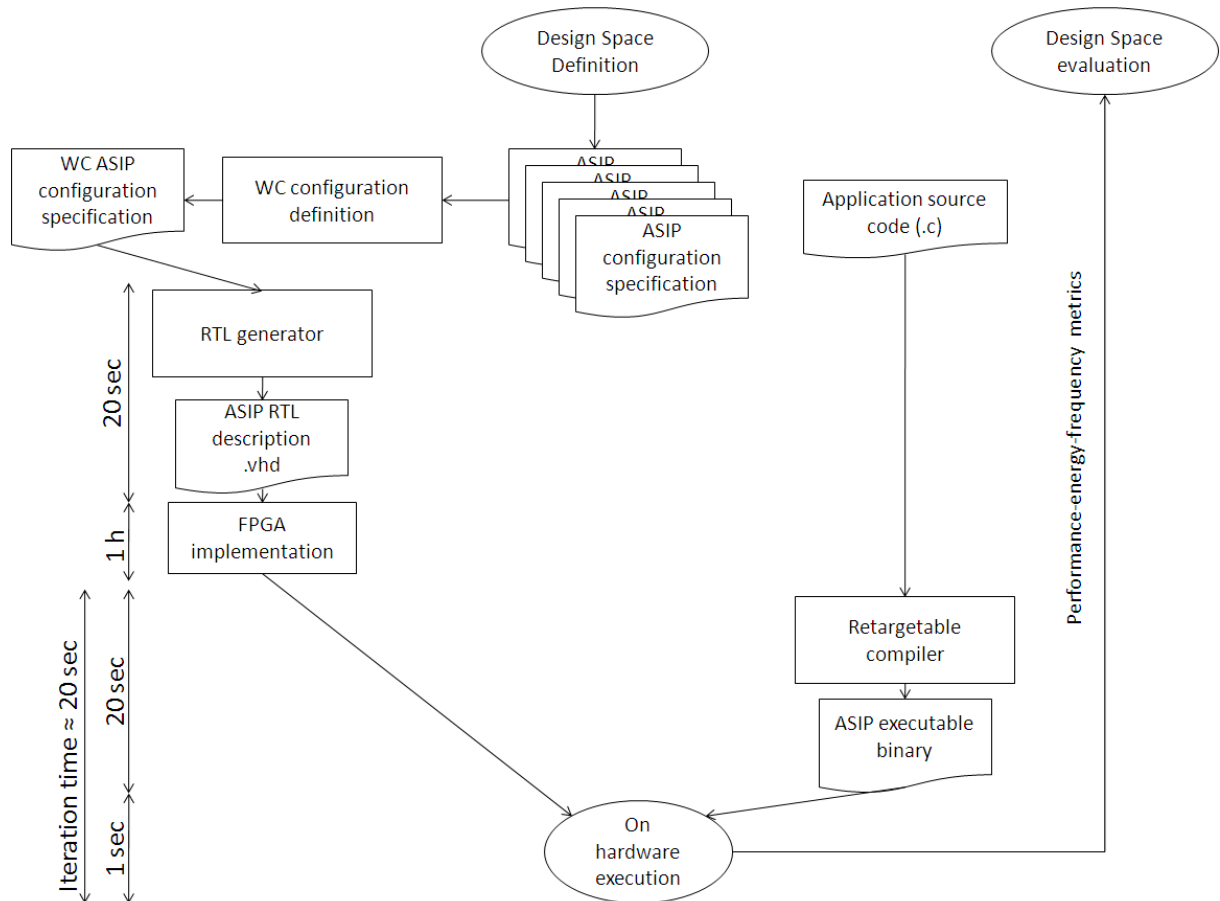 Design Space
Definition
Design Space
evaluation
WC ASIP
configuration
specification
WC configuration
definition
ASIP
ASIP
ASIP
ASIP
ASIP
configuration
specification
Application source
code (.c)
RTL generator
20 sec
ASIP RTL
description
.vhd
1 h
FPGA
implementation
Performance-energy-frequency metrics
Retargetable
compiler
Iteration time ≈ 20 sec
20 sec
ASIP executable
binary
1 sec
On
hardware
execution